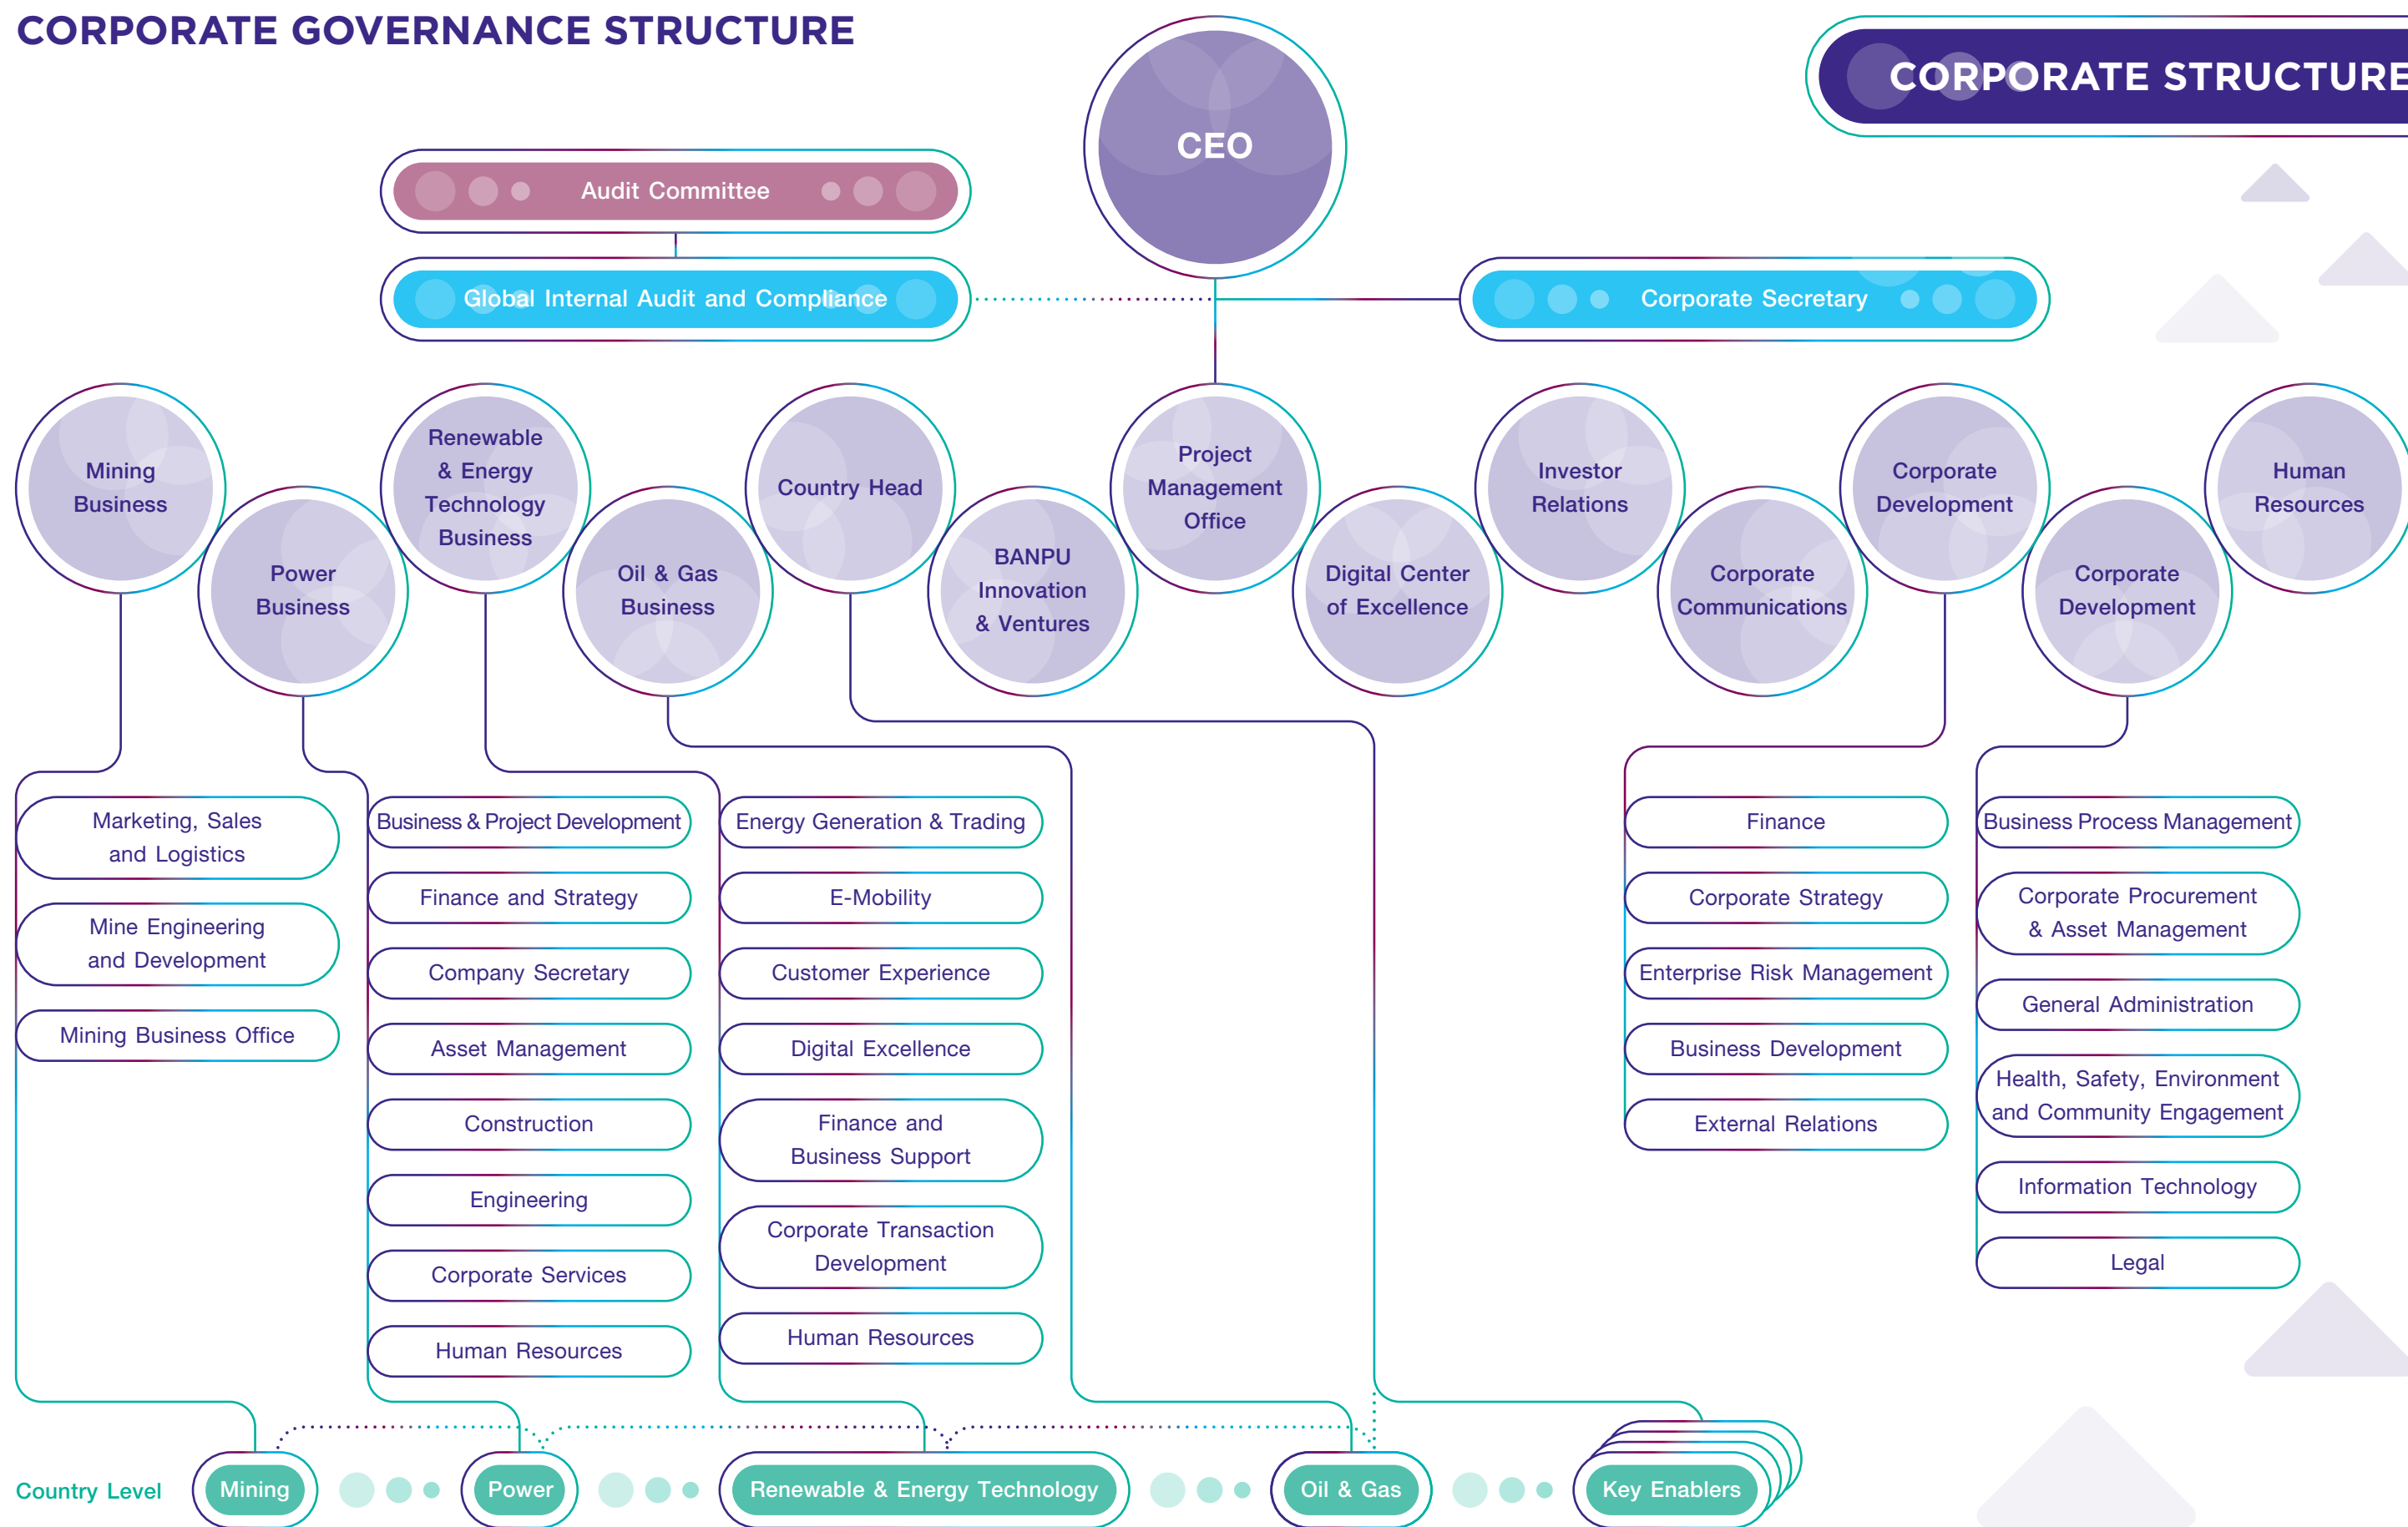 CORPORATE GOVERNANCE STRUCTURE
CORPORATE STRUCTURE
CEO
Audit Committee
Global Internal Audit and Compliance
Corporate Secretary
Mining
Business
Power
Business
Renewable
& Energy
Technology
Business
Oil & Gas
Business
Country Head
BANPU
Innovation
& Ventures
Project
Management
Office
Digital Center
of Excellence
Investor
Relations
Corporate
Communications
Corporate
Development
Corporate
Development
Human
Resources
Marketing, Sales
and Logistics
Mine Engineering
and Development
Mining Business Office
Business & Project Development
Finance and Strategy
Company Secretary
Asset Management
Construction
Engineering
Corporate Services
Human Resources
Energy Generation & Trading
E-Mobility
Customer Experience
Digital Excellence
Finance and
Business Support
Corporate Transaction
Development
Human Resources
Finance
Corporate Strategy
Enterprise Risk Management
Business Development
External Relations
Business Process Management
Corporate Procurement
& Asset Management
General Administration
Health, Safety, Environment
and Community Engagement
Information Technology
Legal
Country Level
Mining
Power
Renewable & Energy Technology
Oil & Gas
Key Enablers